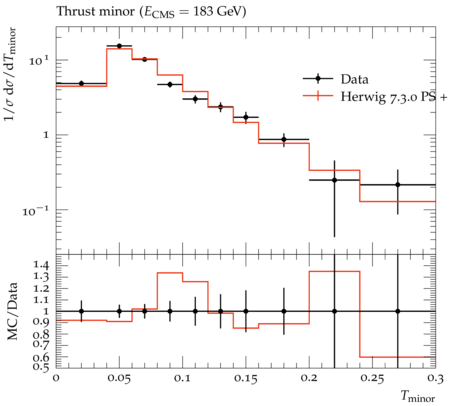 Thrust minor (E_CMS = 183 GeV)
1/σ dσ/dT_minor
10^1
1
10^−1
Data
Herwig 7.3.0 PS +
MC/Data
1.4
1.3
1.2
1.1
1
0.9
0.8
0.7
0.6
0.5
0 0.05 0.1 0.15 0.2 0.25 0.3
T_minor